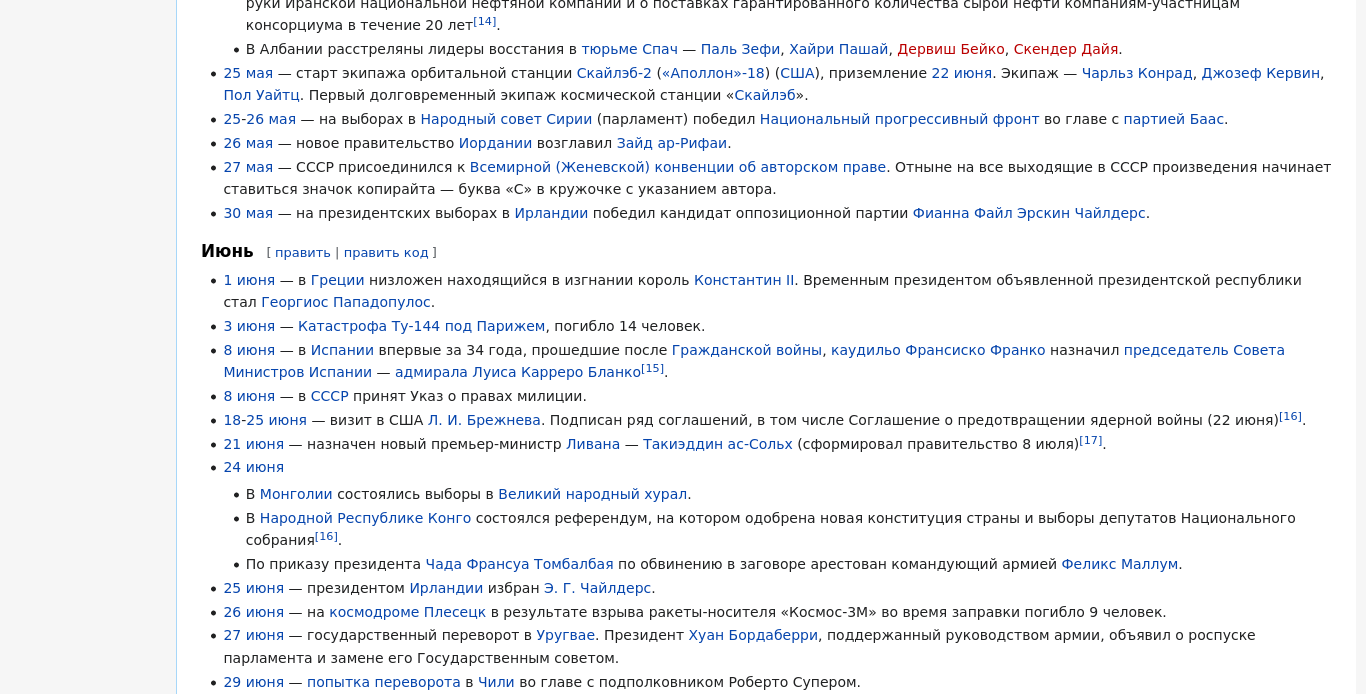 руки Иранской национальной нефтяной компании и о поставках гарантированного количества сырой нефти компаниям-участницам
консорциума в течение 20 лет[14].
В Албании расстреляны лидеры восстания в тюрьме Спач — Паль Зефи, Хайри Пашай, Дервиш Бейко, Скендер Дайя.
25 мая — старт экипажа орбитальной станции Скайлэб-2 («Аполлон»-18) (США), приземление 22 июня. Экипаж — Чарльз Конрад, Джозеф Кервин,
Пол Уайтц. Первый долговременный экипаж космической станции «Скайлэб».
25-26 мая — на выборах в Народный совет Сирии (парламент) победил Национальный прогрессивный фронт во главе с партией Баас.
26 мая — новое правительство Иордании возглавил Зайд ар-Рифаи.
27 мая — СССР присоединился к Всемирной (Женевской) конвенции об авторском праве. Отныне на все выходящие в СССР произведения начинает
ставиться значок копирайта — буква «С» в кружочке с указанием автора.
30 мая — на президентских выборах в Ирландии победил кандидат оппозиционной партии Фианна Файл Эрскин Чайлдерс.
Июнь [ править | править код ]
1 июня — в Греции низложен находящийся в изгнании король Константин II. Временным президентом объявленной президентской республики
стал Георгиос Пападопулос.
3 июня — Катастрофа Ту-144 под Парижем, погибло 14 человек.
8 июня — в Испании впервые за 34 года, прошедшие после Гражданской войны, каудильо Франсиско Франко назначил председатель Совета
Министров Испании — адмирала Луиса Карреро Бланко[15].
8 июня — в СССР принят Указ о правах милиции.
18-25 июня — визит в США Л. И. Брежнева. Подписан ряд соглашений, в том числе Соглашение о предотвращении ядерной войны (22 июня)[16].
21 июня — назначен новый премьер-министр Ливана — Такиэддин ас-Сольх (сформировал правительство 8 июля)[17].
24 июня
В Монголии состоялись выборы в Великий народный хурал.
В Народной Республике Конго состоялся референдум, на котором одобрена новая конституция страны и выборы депутатов Национального
собрания[16].
По приказу президента Чада Франсуа Томбалбая по обвинению в заговоре арестован командующий армией Феликс Маллум.
25 июня — президентом Ирландии избран Э. Г. Чайлдерс.
26 июня — на космодроме Плесецк в результате взрыва ракеты-носителя «Космос-3М» во время заправки погибло 9 человек.
27 июня — государственный переворот в Уругвае. Президент Хуан Бордаберри, поддержанный руководством армии, объявил о роспуске
парламента и замене его Государственным советом.
29 июня — попытка переворота в Чили во главе с подполковником Роберто Супером.